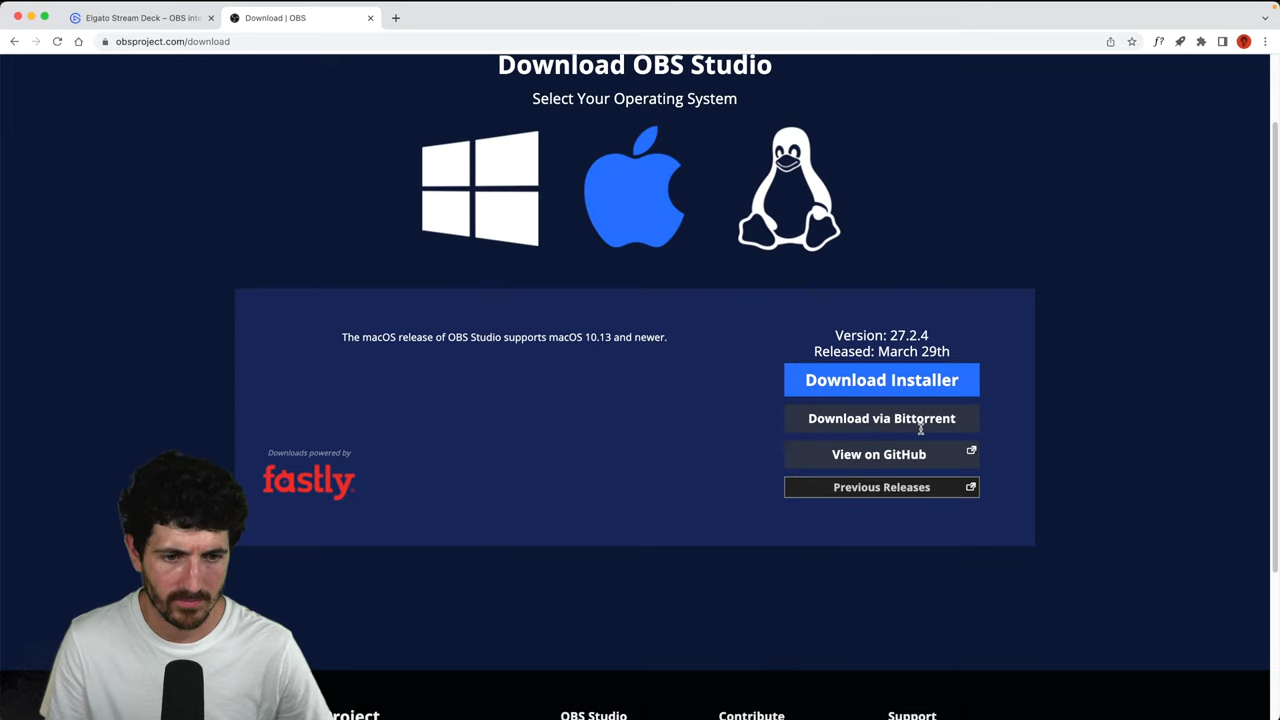 Elgato Stream Deck – OBS inte
Download | OBS
obsproject.com/download
f?
Download OBS Studio
Select Your Operating System
The macOS release of OBS Studio supports macOS 10.13 and newer.
Version: 27.2.4
Released: March 29th
Download Installer
Download via Bittorrent
View on GitHub
Previous Releases
Downloads powered by
fastly
roject
OBS Studio
Contribute
Support